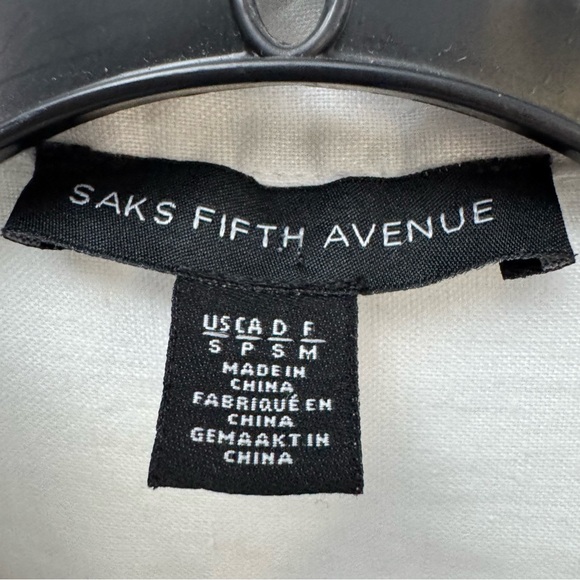 SAKS FIFTH AVENUE
US CA D F
S P S M
MADE IN
CHINA
FABRIQUÉ EN
CHINA
GEMAAKT IN
CHINA